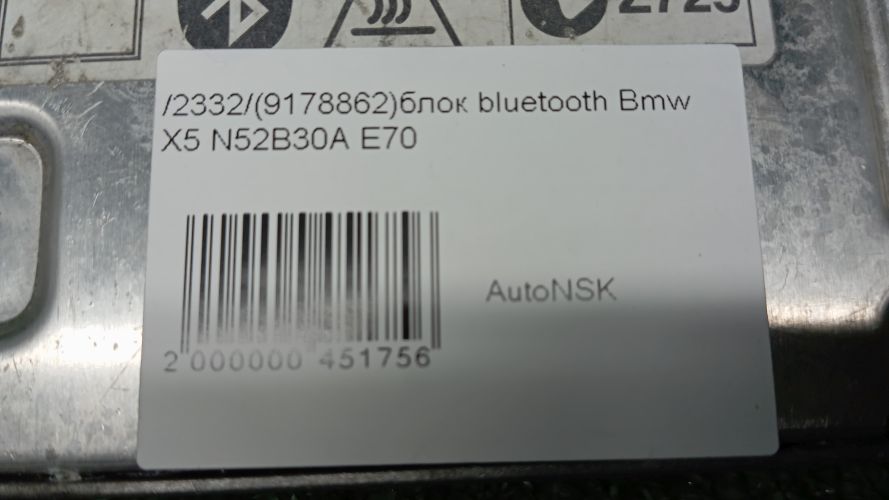 /2332/(9178862)блок bluetooth Bmw
X5 N52B30A E70
AutoNSK
2 000000 451756